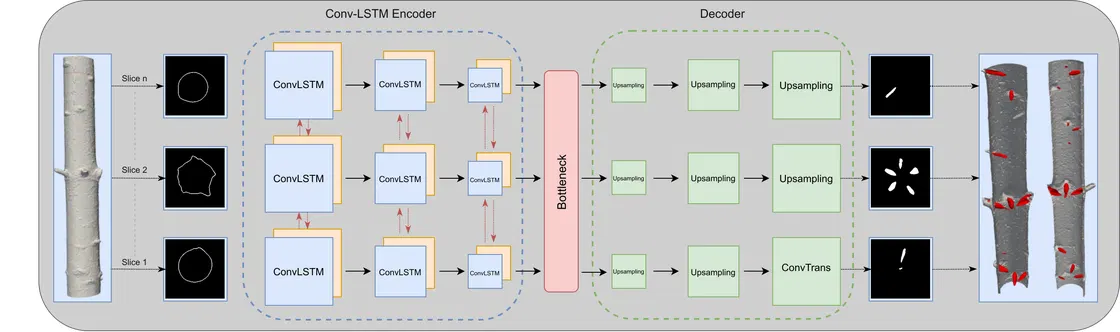 Conv-LSTM Encoder
Decoder
Slice n
ConvLSTM
ConvLSTM
ConvLSTM
Upsampling
Upsampling
Upsampling
Slice 2
ConvLSTM
ConvLSTM
ConvLSTM
Bottleneck
Upsampling
Upsampling
Upsampling
Slice 1
ConvLSTM
ConvLSTM
ConvLSTM
Upsampling
Upsampling
ConvTrans